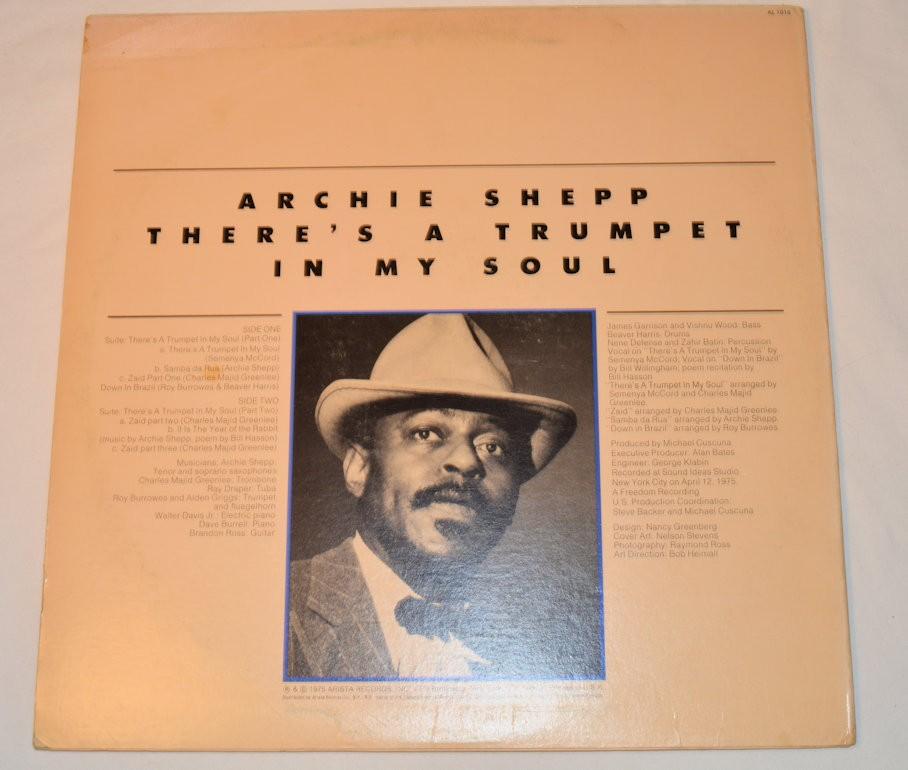 AL 1016
ARCHIE SHEPP
THERE'S A TRUMPET
IN MY SOUL
SIDE ONE
Suite: There's A Trumpet In My Soul (Part One)
a. There's A Trumpet In My Soul
(Semenya McCord)
b. Samba da Rua (Archie Shepp)
c. Zaid Part One (Charles Majid Greenlee)
Down In Brazil (Roy Burrowes & Beaver Harris)
SIDE TWO
Suite: There's A Trumpet In My Soul (Part Two)
a. Zaid part two (Charles Majid Greenlee)
b. It Is The Year of the Rabbit
(music by Archie Shepp, poem by Bill Hasson)
c. Zaid part three (Charles Majid Greenlee)
Musicians: Archie Shepp:
Tenor and soprano saxophones
Charles Majid Greenlee: Trombone
Ray Draper: Tuba
Roy Burrowes and Alden Griggs: Trumpet
and fluegelhorn
Walter Davis Jr.: Electric piano
Dave Burrell: Piano
Brandon Ross: Guitar
James Garrison and Vishnu Wood: Bass
Beaver Harris: Drums
Nene Defense and Zahir Batin: Percussion
Vocal on "There's A Trumpet In My Soul" by
Semenya McCord; Vocal on "Down In Brazil"
by Bill Willingham; poem recitation by
Bill Hasson
"There's A Trumpet In My Soul" arranged by
Semenya McCord and Charles Majid
Greenlee.
"Zaid" arranged by Charles Majid Greenlee
"Samba da Rua" arranged by Archie Shepp
"Down in Brazil" arranged by Roy Burrowes
Produced by Michael Cuscuna
Executive Producer: Alan Bates
Engineer: George Klabin
Recorded at Sound Ideas Studio
New York City on April 12, 1975.
A Freedom Recording
U.S. Production Coordination:
Steve Backer and Michael Cuscuna
Design: Nancy Greenberg
Cover Art: Nelson Stevens
Photography: Raymond Ross
Art Direction: Bob Heimall
℗ & © 1975 ARISTA RECORDS, INC.